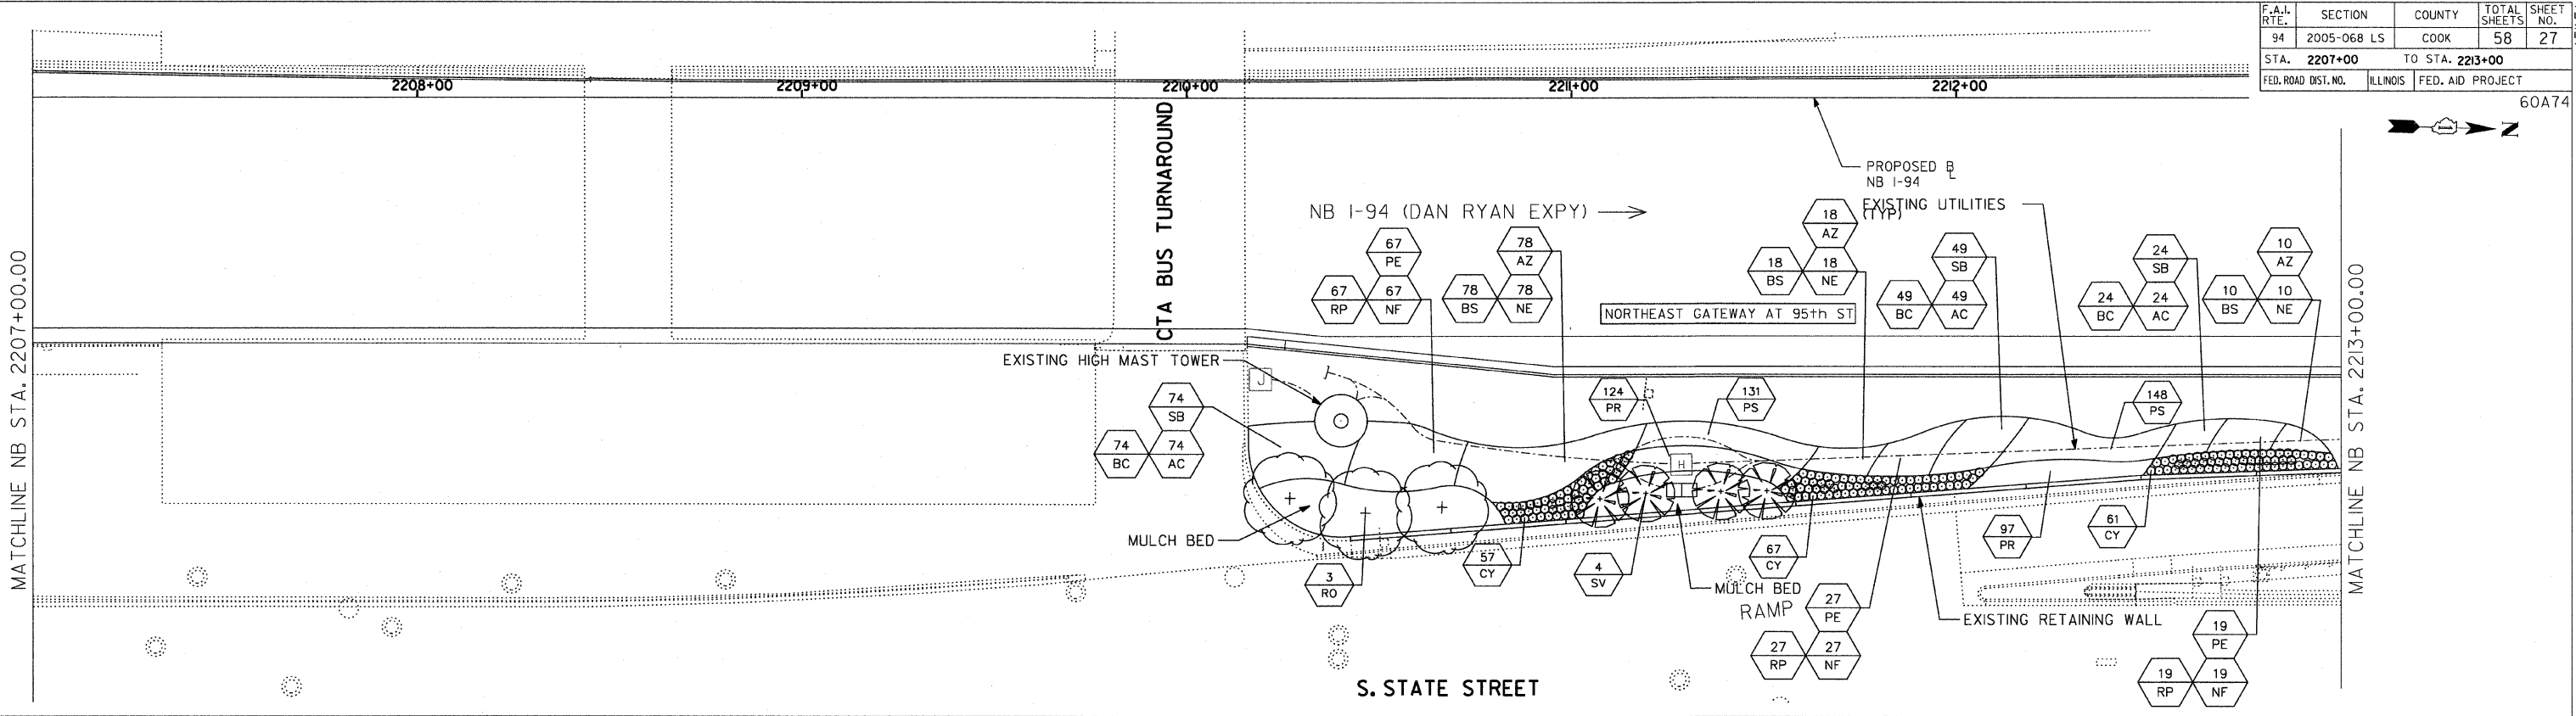 F.A.I. RTE. SECTION COUNTY TOTAL SHEETS SHEET NO.
94 2005-068 LS COOK 58 27
STA. 2207+00 TO STA. 2213+00
FED. ROAD DIST. NO. ILLINOIS FED. AID PROJECT
60A74
N
2208+00 2209+00 2210+00 2211+00 2212+00
CTA BUS TURNAROUND
PROPOSED BL
NB I-94
NB I-94 (DAN RYAN EXPY)
EXISTING UTILITIES
(TYP)
67 PE
67 RP
67 NF
78 AZ
78 BS
78 NE
18 AZ
18 BS
18 NE
49 SB
49 BC
49 AC
24 SB
24 BC
24 AC
10 AZ
10 BS
10 NE
NORTHEAST GATEWAY AT 95th ST
MATCHLINE NB STA. 2207+00.00
MATCHLINE NB STA. 2213+00.00
EXISTING HIGH MAST TOWER
J
74 SB
74 BC
74 AC
124 PR
131 PS
148 PS
H
MULCH BED
3 RO
57 CY
4 SV
67 CY
97 PR
61 CY
MULCH BED
RAMP
27 PE
27 RP
27 NF
EXISTING RETAINING WALL
19 PE
19 RP
19 NF
S. STATE STREET